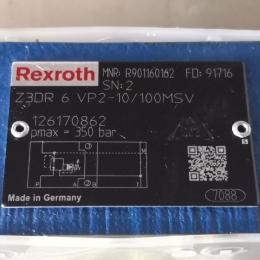 Rexroth MNR: R901160162 FD: 91716
SN: 2
Z3DR 6 VP2-10/100MSV
126170862
pmax = 350 bar
P A B T
Made in Germany
7088